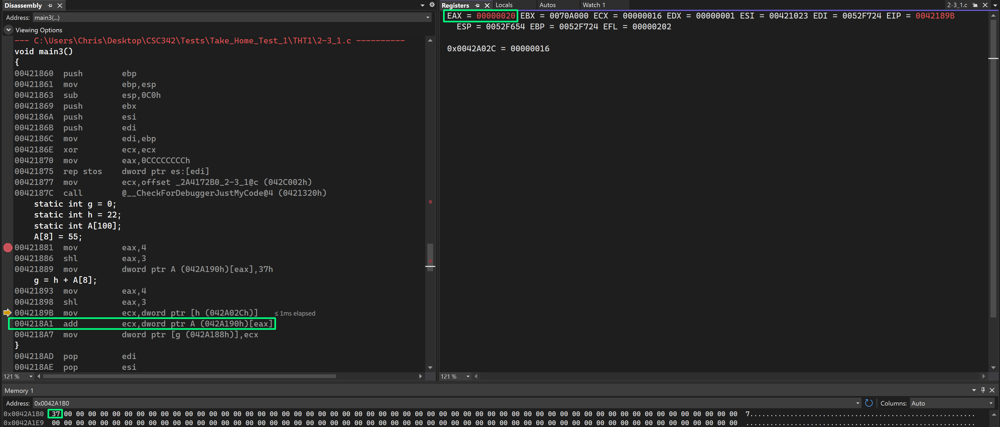 Disassembly
Address: main3(...)
Viewing Options
--- C:\Users\Chris\Desktop\CSC342\Tests\Take_Home_Test_1\THT1\2-3_1.c ----------
void main3()
{
00421860 push ebp
00421861 mov ebp,esp
00421863 sub esp,0C0h
00421869 push ebx
0042186A push esi
0042186B push edi
0042186C mov edi,ebp
0042186E xor ecx,ecx
00421870 mov eax,0CCCCCCCCh
00421875 rep stos dword ptr es:[edi]
00421877 mov ecx,offset _2A4172B0_2-3_1@c (042C002h)
0042187C call @__CheckForDebuggerJustMyCode@4 (0421320h)
static int g = 0;
static int h = 22;
static int A[100];
A[8] = 55;
00421881 mov eax,4
00421886 shl eax,3
00421889 mov dword ptr A (042A190h)[eax],37h
g = h + A[8];
00421893 mov eax,4
00421898 shl eax,3
0042189B mov ecx,dword ptr [h (042A02Ch)] ≤ 1ms elapsed
004218A1 add ecx,dword ptr A (042A190h)[eax]
004218A7 mov dword ptr [g (042A188h)],ecx
}
004218AD pop edi
004218AE pop esi
121 %
Registers Locals Autos Watch 1 2-3_1.c
EAX = 00000020 EBX = 0070A000 ECX = 00000016 EDX = 00000001 ESI = 00421023 EDI = 0052F724 EIP = 0042189B
ESP = 0052F654 EBP = 0052F724 EFL = 00000202
0x0042A02C = 00000016
121 %
Memory 1
Address: 0x0042A1B0 Columns: Auto
0x0042A1B0 37 00 00 00 00 00 00 00 00 00 00 00 00 00 00 00 00 00 00 00 00 00 00 00 00 00 00 00 00 00 00 00 00 00 00 00 00 00 00 00 00 00 00 00 00 00 00 00 00 00 00 00 00 00 00 00 00 7........................................................
0x0042A1E9 00 00 00 00 00 00 00 00 00 00 00 00 00 00 00 00 00 00 00 00 00 00 00 00 00 00 00 00 00 00 00 00 00 00 00 00 00 00 00 00 00 00 00 00 00 00 00 00 00 00 00 00 00 00 00 00 00 .........................................................